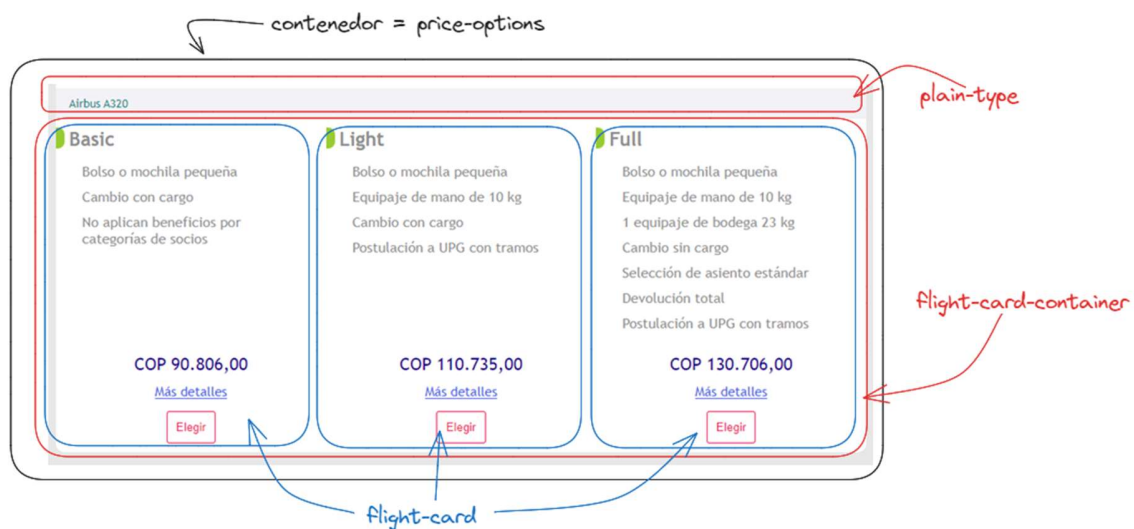 contenedor = price-options
plain-type
Airbus A320
Basic
Bolso o mochila pequeña
Cambio con cargo
No aplican beneficios por
categorías de socios
COP 90.806,00
Más detalles
Elegir
Light
Bolso o mochila pequeña
Equipaje de mano de 10 kg
Cambio con cargo
Postulación a UPG con tramos
COP 110.735,00
Más detalles
Elegir
Full
Bolso o mochila pequeña
Equipaje de mano de 10 kg
1 equipaje de bodega 23 kg
Cambio sin cargo
Selección de asiento estándar
Devolución total
Postulación a UPG con tramos
COP 130.706,00
Más detalles
Elegir
flight-card-container
flight-card